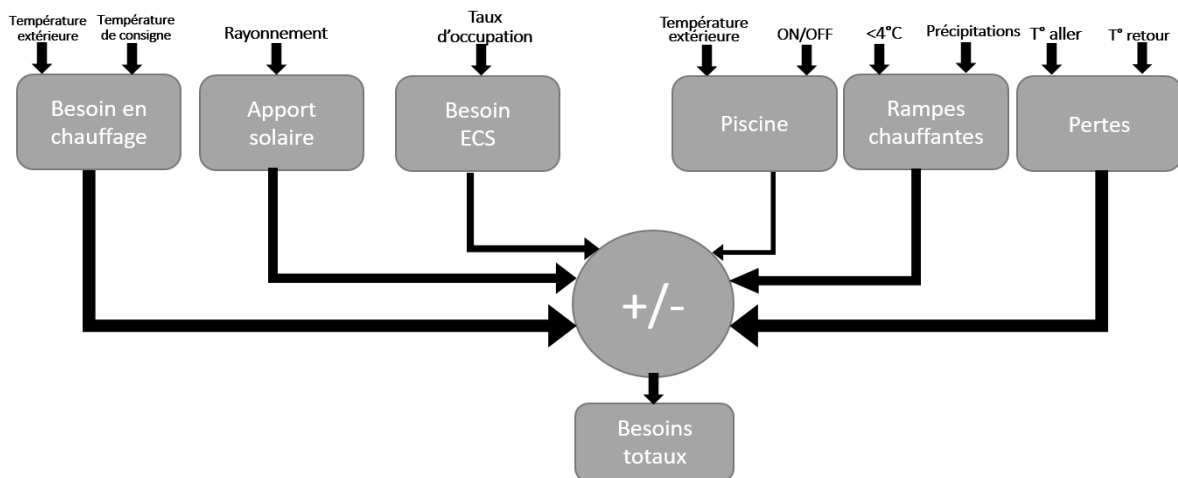 Température
extérieure
Température
de consigne
Rayonnement
Taux
d'occupation
Température
extérieure
ON/OFF
<4°C
Précipitations
T° aller
T° retour
Besoin en
chauffage
Apport
solaire
Besoin
ECS
Piscine
Rampes
chauffantes
Pertes
+/-
Besoins
totaux